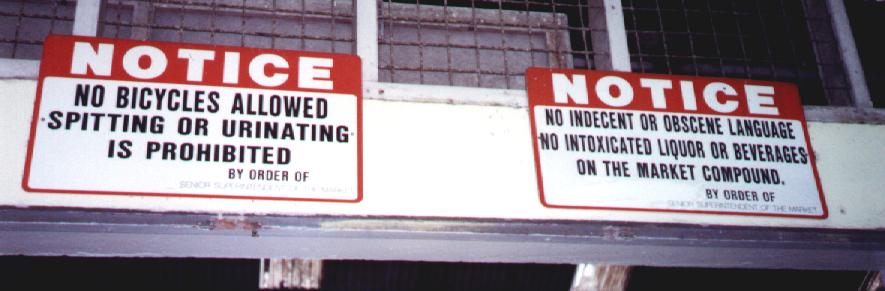 NOTICE
NO BICYCLES ALLOWED
SPITTING OR URINATING
IS PROHIBITED
BY ORDER OF
SENIOR SUPERINTENDENT OF THE MARKET
NOTICE
NO INDECENT OR OBSCENE LANGUAGE
NO INTOXICATED LIQUOR OR BEVERAGES
ON THE MARKET COMPOUND.
BY ORDER OF
SENIOR SUPERINTENDENT OF THE MARKET